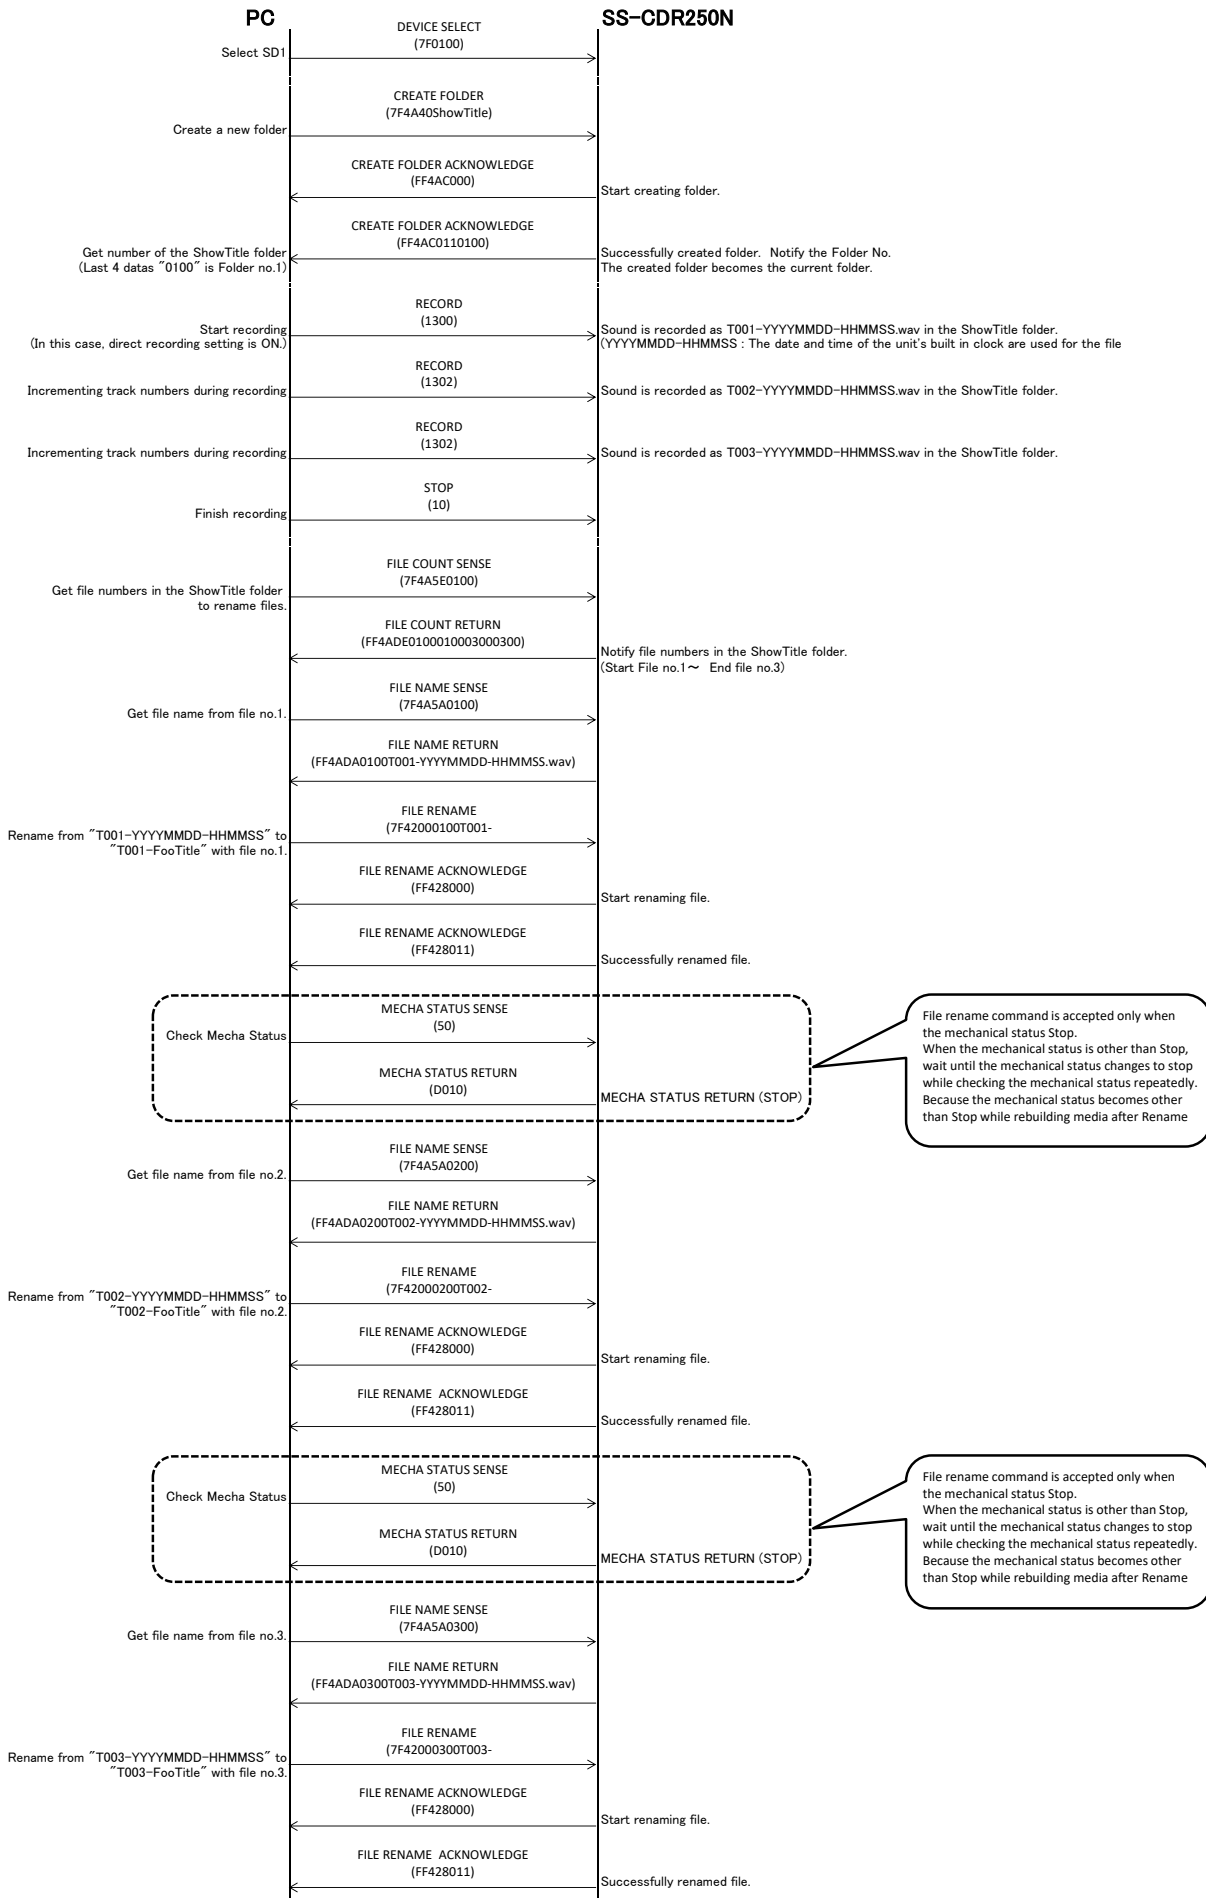 PC
SS-CDR250N
DEVICE SELECT
(7F0100)
Select SD1
CREATE FOLDER
(7F4A40ShowTitle)
Create a new folder
CREATE FOLDER ACKNOWLEDGE
(FF4AC000)
Start creating folder.
CREATE FOLDER ACKNOWLEDGE
(FF4AC0110100)
Get number of the ShowTitle folder
(Last 4 datas "0100" is Folder no.1)
Successfully created folder. Notify the Folder No.
The created folder becomes the current folder.
RECORD
(1300)
Start recording
(In this case, direct recording setting is ON.)
Sound is recorded as T001-YYYYMMDD-HHMMSS.wav in the ShowTitle folder.
(YYYYMMDD-HHMMSS : The date and time of the unit's built in clock are used for the file
RECORD
(1302)
Incrementing track numbers during recording
Sound is recorded as T002-YYYYMMDD-HHMMSS.wav in the ShowTitle folder.
RECORD
(1302)
Incrementing track numbers during recording
Sound is recorded as T003-YYYYMMDD-HHMMSS.wav in the ShowTitle folder.
STOP
(10)
Finish recording
FILE COUNT SENSE
(7F4A5E0100)
Get file numbers in the ShowTitle folder
to rename files.
FILE COUNT RETURN
(FF4ADE0100010003000300)
Notify file numbers in the ShowTitle folder.
(Start File no.1～ End file no.3)
FILE NAME SENSE
(7F4A5A0100)
Get file name from file no.1.
FILE NAME RETURN
(FF4ADA0100T001-YYYYMMDD-HHMMSS.wav)
FILE RENAME
(7F42000100T001-
Rename from "T001-YYYYMMDD-HHMMSS" to
"T001-FooTitle" with file no.1.
FILE RENAME ACKNOWLEDGE
(FF428000)
Start renaming file.
FILE RENAME ACKNOWLEDGE
(FF428011)
Successfully renamed file.
MECHA STATUS SENSE
(50)
Check Mecha Status
MECHA STATUS RETURN
(D010)
MECHA STATUS RETURN (STOP)
File rename command is accepted only when
the mechanical status Stop.
When the mechanical status is other than Stop,
wait until the mechanical status changes to stop
while checking the mechanical status repeatedly.
Because the mechanical status becomes other
than Stop while rebuilding media after Rename
FILE NAME SENSE
(7F4A5A0200)
Get file name from file no.2.
FILE NAME RETURN
(FF4ADA0200T002-YYYYMMDD-HHMMSS.wav)
FILE RENAME
(7F42000200T002-
Rename from "T002-YYYYMMDD-HHMMSS" to
"T002-FooTitle" with file no.2.
FILE RENAME ACKNOWLEDGE
(FF428000)
Start renaming file.
FILE RENAME  ACKNOWLEDGE
(FF428011)
Successfully renamed file.
MECHA STATUS SENSE
(50)
Check Mecha Status
MECHA STATUS RETURN
(D010)
MECHA STATUS RETURN (STOP)
File rename command is accepted only when
the mechanical status Stop.
When the mechanical status is other than Stop,
wait until the mechanical status changes to stop
while checking the mechanical status repeatedly.
Because the mechanical status becomes other
than Stop while rebuilding media after Rename
FILE NAME SENSE
(7F4A5A0300)
Get file name from file no.3.
FILE NAME RETURN
(FF4ADA0300T003-YYYYMMDD-HHMMSS.wav)
FILE RENAME
(7F42000300T003-
Rename from "T003-YYYYMMDD-HHMMSS" to
"T003-FooTitle" with file no.3.
FILE RENAME ACKNOWLEDGE
(FF428000)
Start renaming file.
FILE RENAME  ACKNOWLEDGE
(FF428011)
Successfully renamed file.